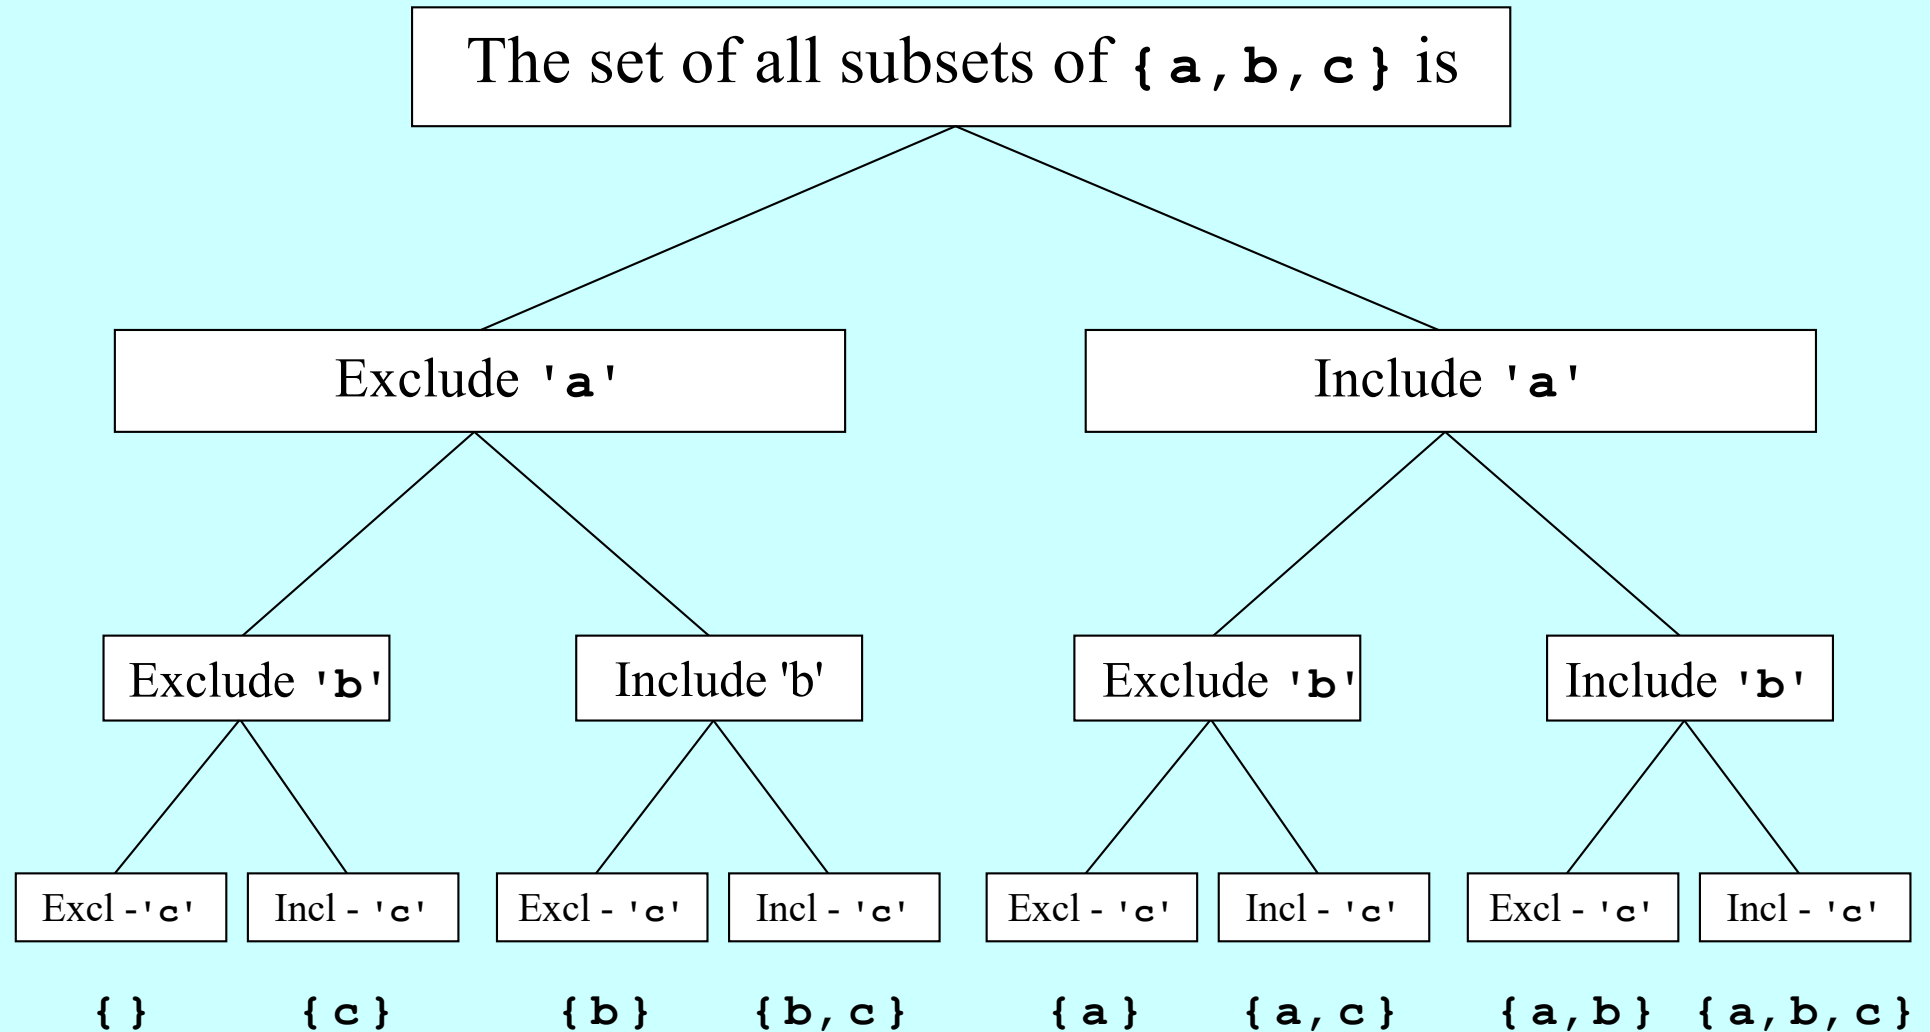 The set of all subsets of {a,b,c} is
Exclude 'a'
Include 'a'
Exclude 'b'
Include 'b'
Exclude 'b'
Include 'b'
Excl -'c'
Incl - 'c'
Excl - 'c'
Incl - 'c'
Excl - 'c'
Incl - 'c'
Excl - 'c'
Incl - 'c'
{}
{c}
{b}
{b,c}
{a}
{a,c}
{a,b}
{a,b,c}